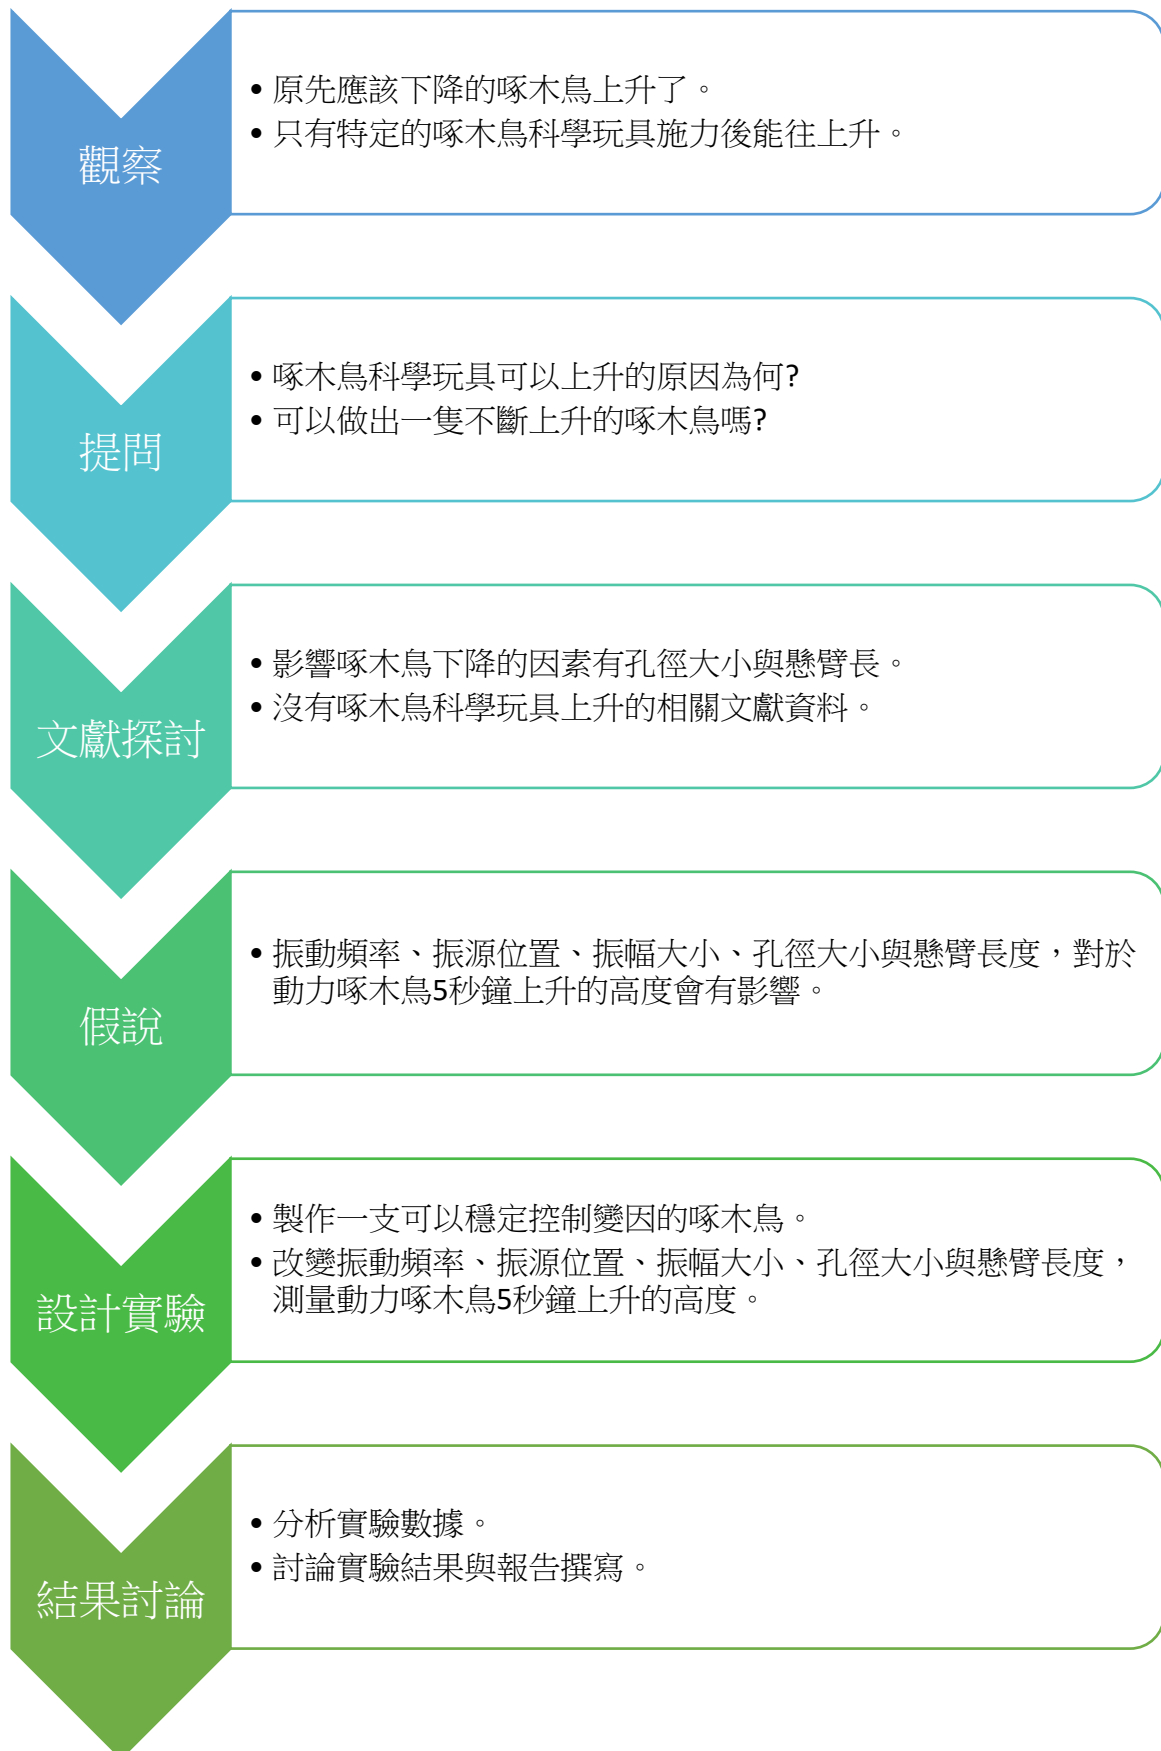 觀察
• 原先應該下降的啄木鳥上升了。
• 只有特定的啄木鳥科學玩具施力後能往上升。
提問
• 啄木鳥科學玩具可以上升的原因為何?
• 可以做出一隻不斷上升的啄木鳥嗎?
文獻探討
• 影響啄木鳥下降的因素有孔徑大小與懸臂長。
• 沒有啄木鳥科學玩具上升的相關文獻資料。
假說
• 振動頻率、振源位置、振幅大小、孔徑大小與懸臂長度，對於
動力啄木鳥5秒鐘上升的高度會有影響。
設計實驗
• 製作一支可以穩定控制變因的啄木鳥。
• 改變振動頻率、振源位置、振幅大小、孔徑大小與懸臂長度，
測量動力啄木鳥5秒鐘上升的高度。
結果討論
• 分析實驗數據。
• 討論實驗結果與報告撰寫。